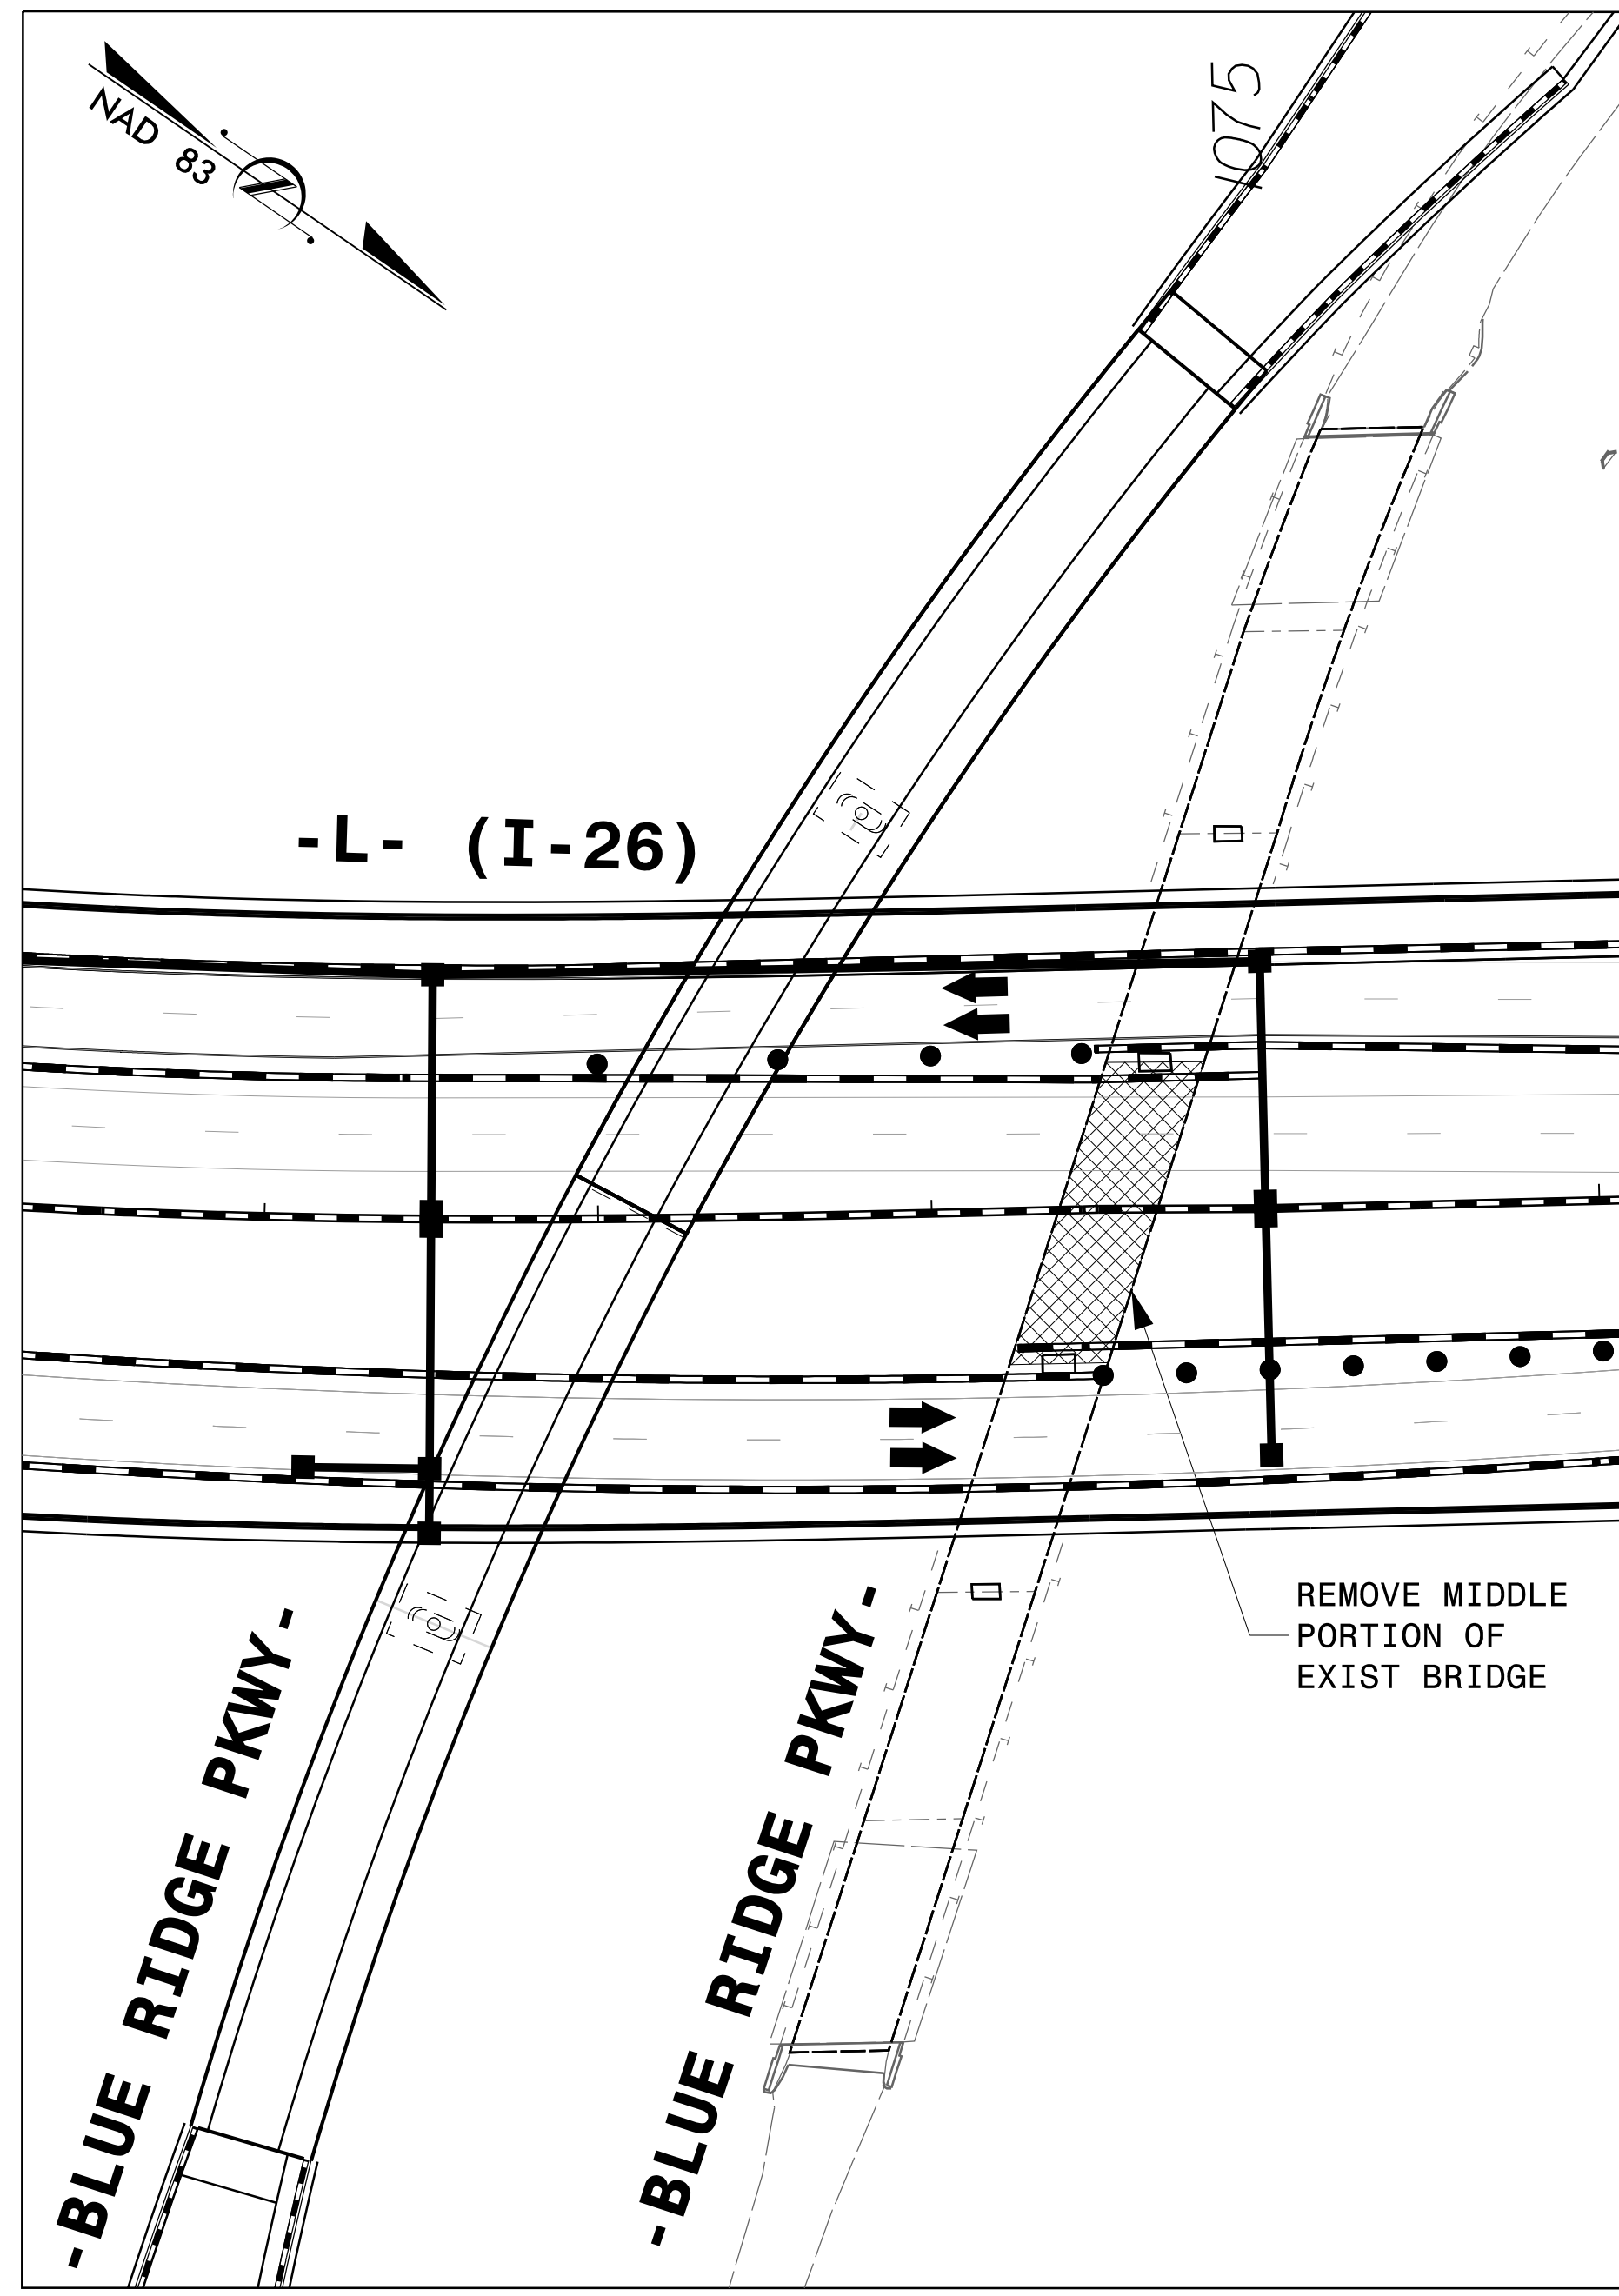 NAD 83
1075
-L- (I-26)
REMOVE MIDDLE
PORTION OF
EXIST BRIDGE
-BLUE RIDGE PKWY-
-BLUE RIDGE PKWY-